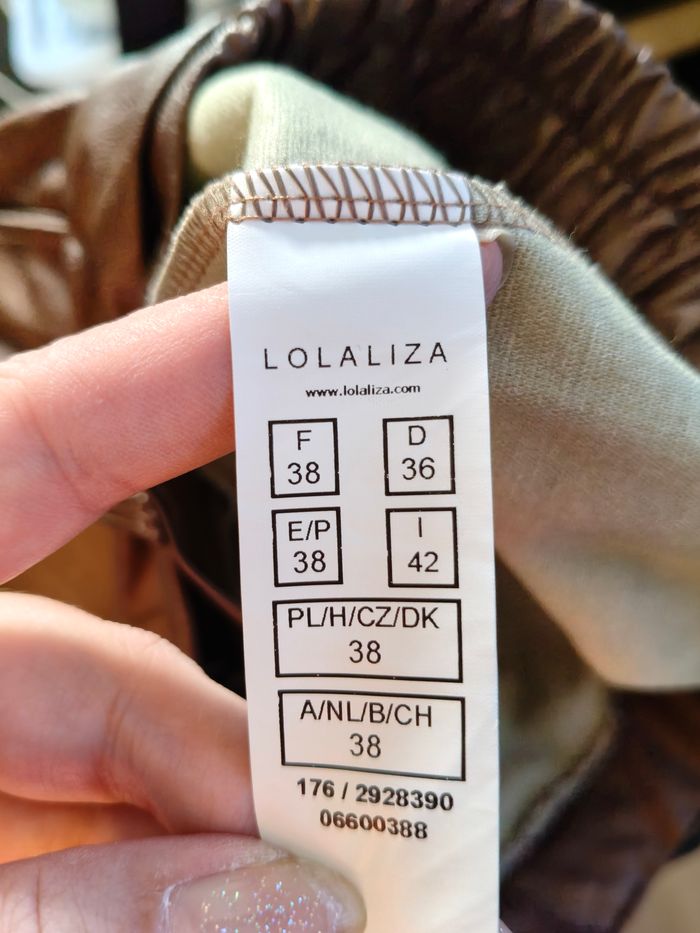 LOLALIZA
www.lolaliza.com
F D
38 36
E/P I
38 42
PL/H/CZ/DK
38
A/NL/B/CH
38
176 / 2928390
06600388